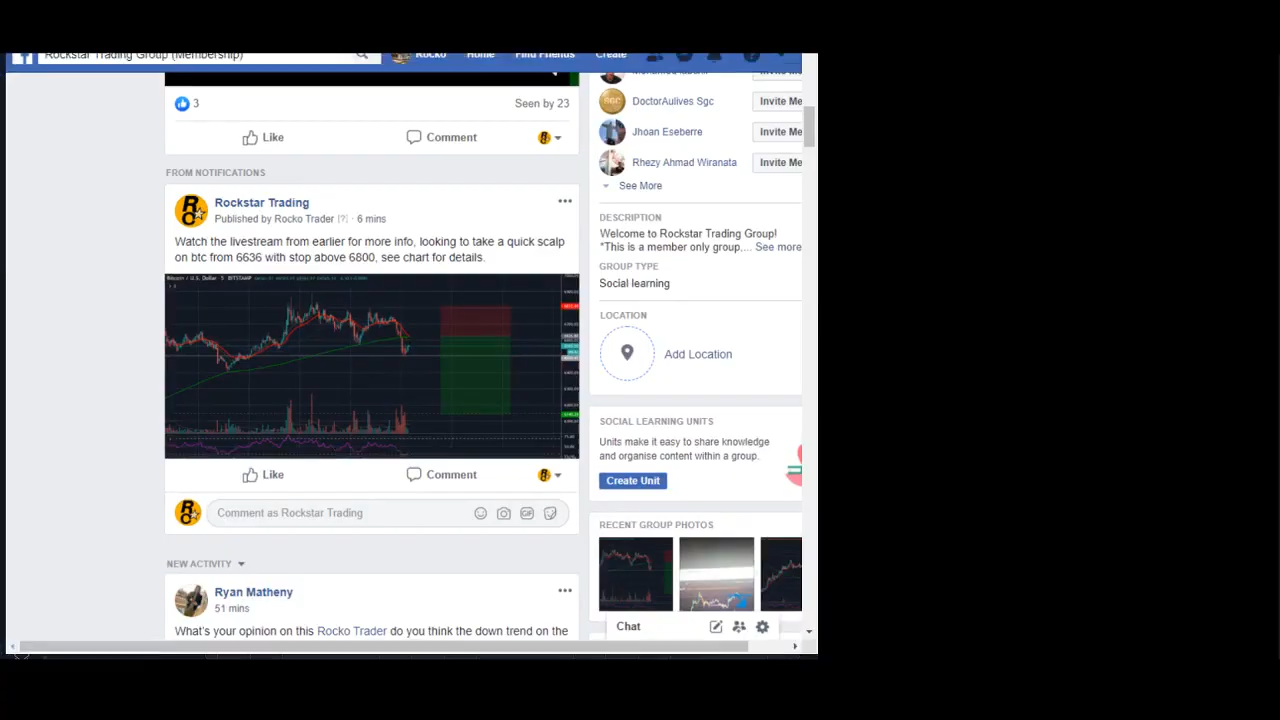 Rockstar Trading Group (Membership)
Rocko Home Find Friends Create
3
Seen by 23
Like
Comment
FROM NOTIFICATIONS
Rockstar Trading
Published by Rocko Trader [?] · 6 mins
Watch the livestream from earlier for more info, looking to take a quick scalp
on btc from 6636 with stop above 6800, see chart for details.
Like
Comment
Comment as Rockstar Trading
GIF
NEW ACTIVITY
Ryan Matheny
51 mins
What's your opinion on this Rocko Trader do you think the down trend on the
Invite Me
SGC
DoctorAulives Sgc
Invite Me
Jhoan Eseberre
Invite Me
Rhezy Ahmad Wiranata
Invite Me
See More
DESCRIPTION
Welcome to Rockstar Trading Group!
*This is a member only group,... See more
GROUP TYPE
Social learning
LOCATION
Add Location
SOCIAL LEARNING UNITS
Units make it easy to share knowledge
and organise content within a group.
Create Unit
RECENT GROUP PHOTOS
Chat